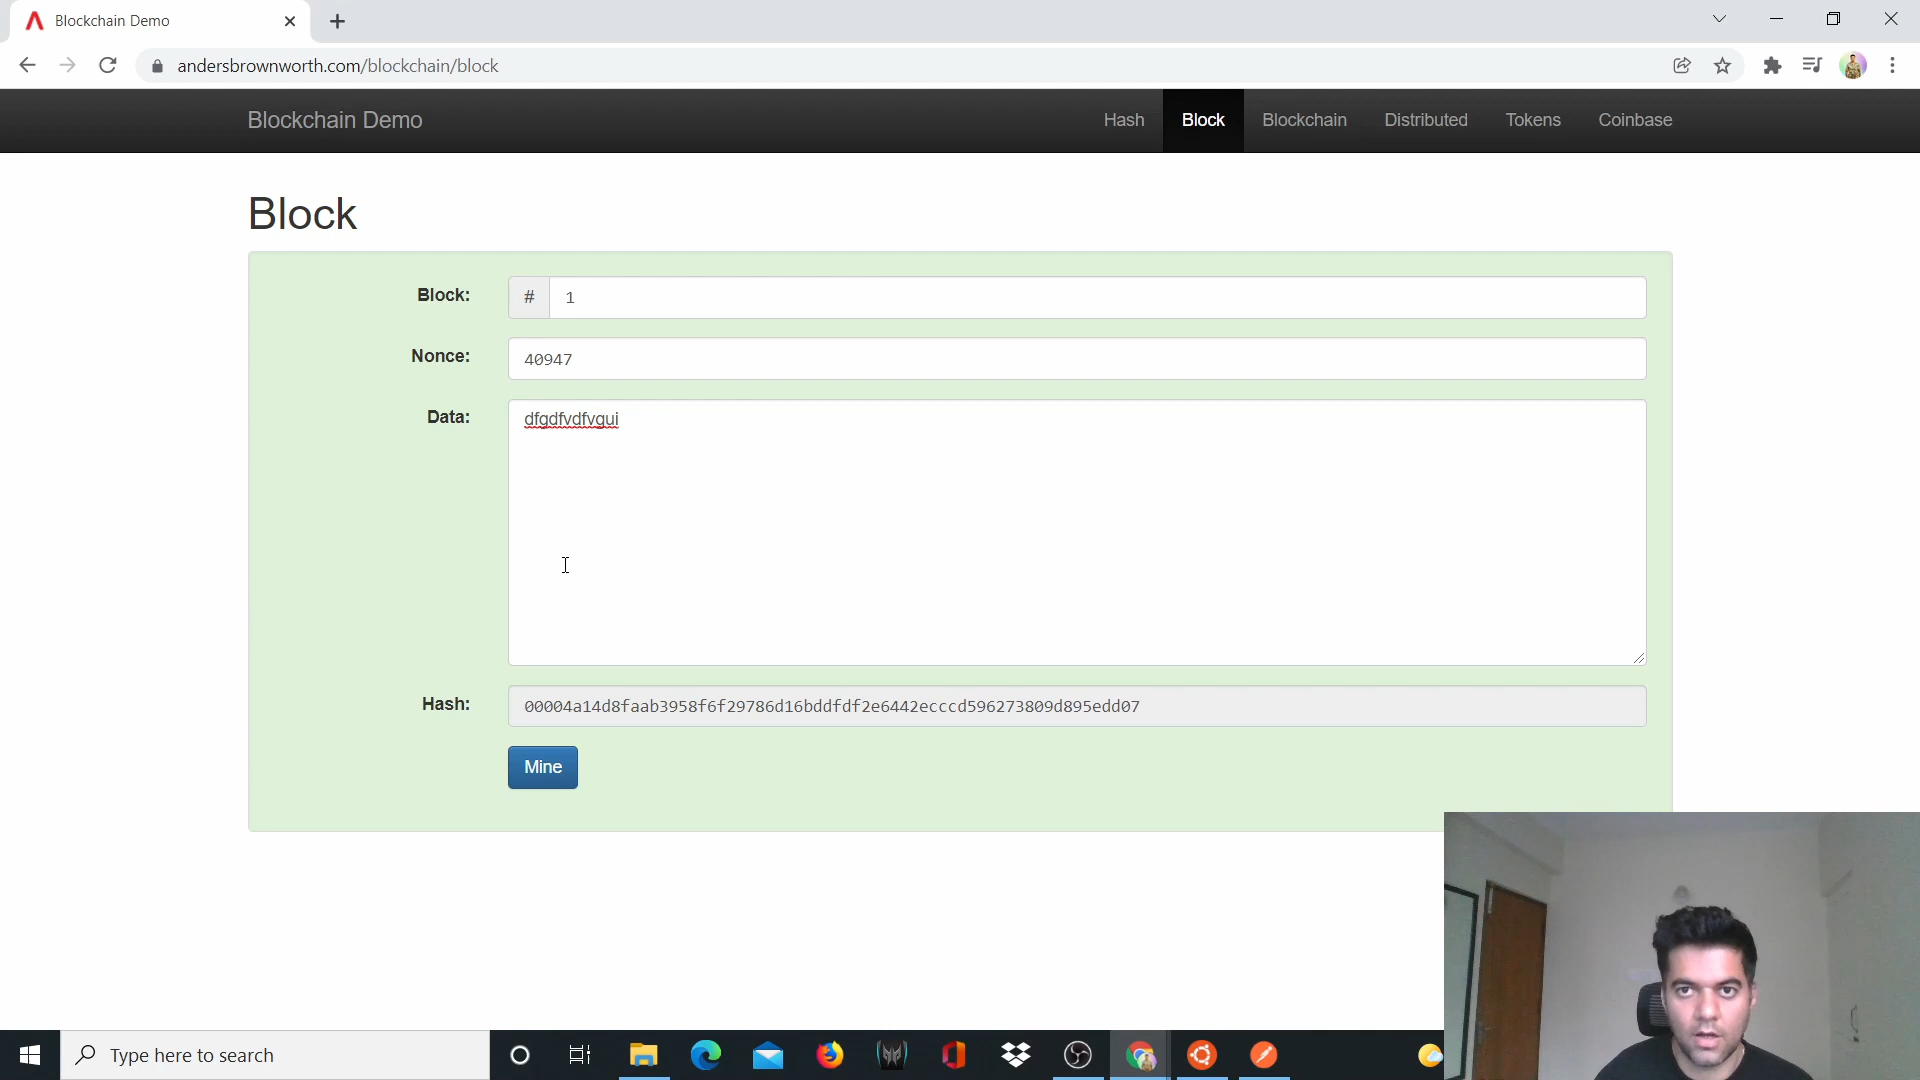 Blockchain Demo
andersbrownworth.com/blockchain/block
Blockchain Demo
Hash
Block
Blockchain
Distributed
Tokens
Coinbase
Block
Block:
# 1
Nonce:
40947
Data:
dfgdfvdfvgui
Hash:
00004a14d8faab3958f6f29786d16bddfdf2e6442ecccd596273809d895edd07
Mine
Type here to search